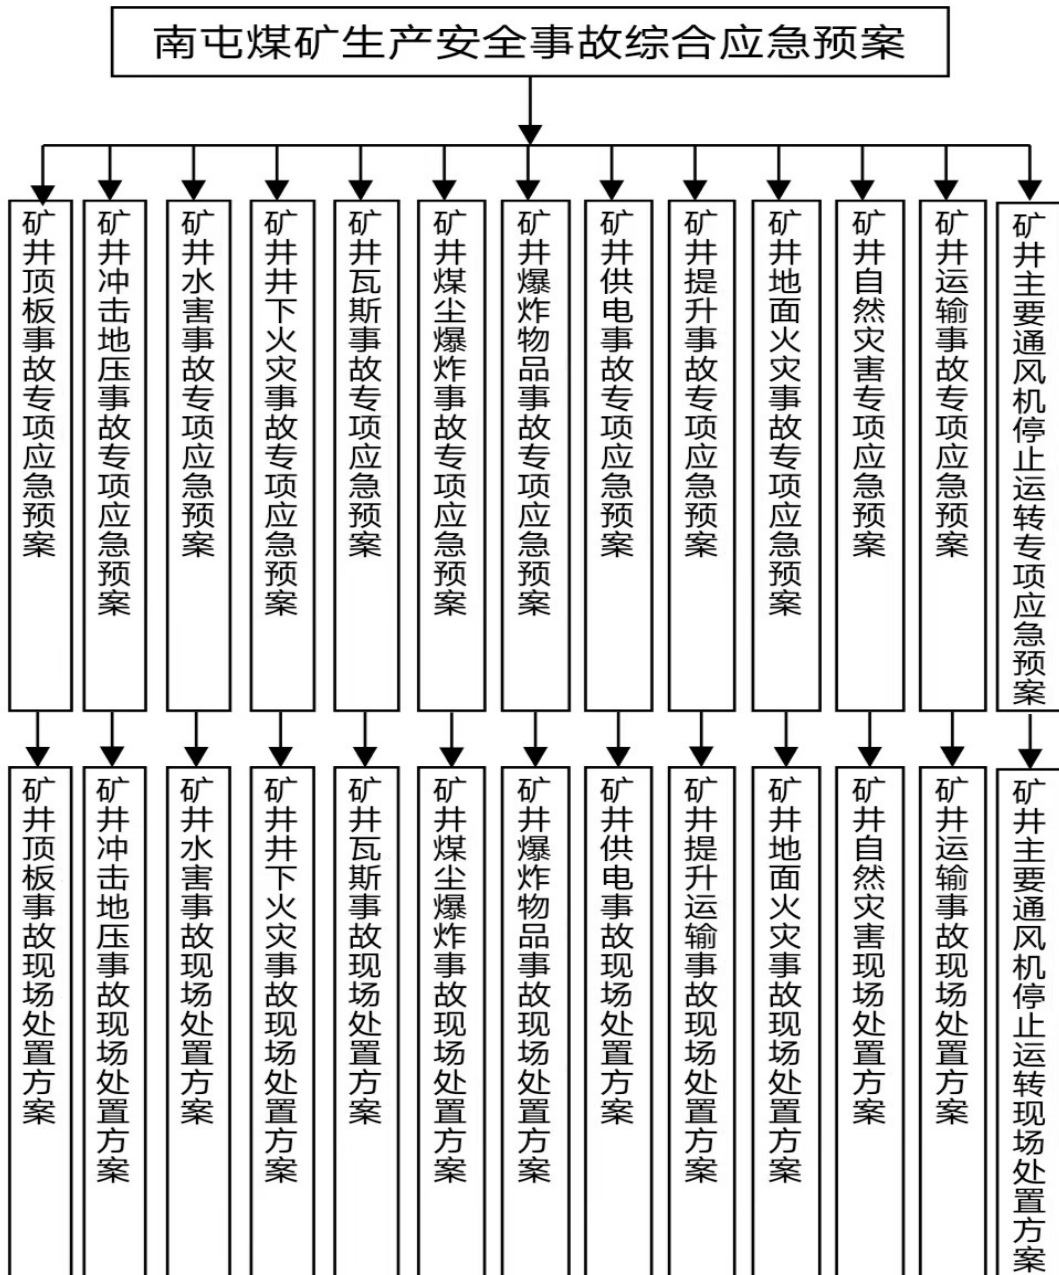 南屯煤矿生产安全事故综合应急预案
矿井顶板事故专项应急预案
矿井冲击地压事故专项应急预案
矿井水害事故专项应急预案
矿井井下火灾事故专项应急预案
矿井瓦斯事故专项应急预案
矿井煤尘爆炸事故专项应急预案
矿井爆炸物品事故专项应急预案
矿井供电事故专项应急预案
矿井提升事故专项应急预案
矿井地面火灾事故专项应急预案
矿井自然灾害专项应急预案
矿井运输事故专项应急预案
矿井主要通风机停止运转专项应急预案
矿井顶板事故现场处置方案
矿井冲击地压事故现场处置方案
矿井水害事故现场处置方案
矿井井下火灾事故现场处置方案
矿井瓦斯事故现场处置方案
矿井煤尘爆炸事故现场处置方案
矿井爆炸物品事故现场处置方案
矿井供电事故现场处置方案
矿井提升运输事故现场处置方案
矿井地面火灾事故现场处置方案
矿井自然灾害现场处置方案
矿井运输事故现场处置方案
矿井主要通风机停止运转现场处置方案